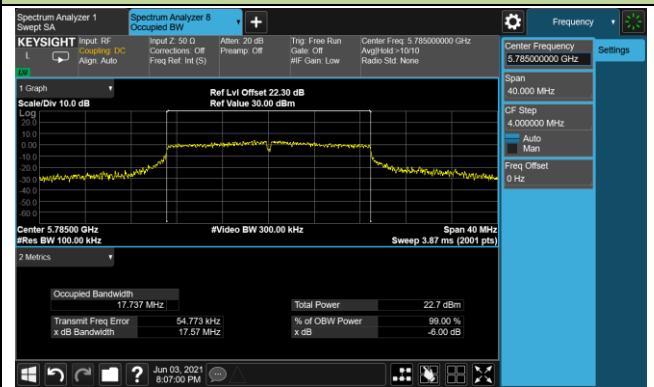 Spectrum Analyzer 1
Swept SA
Spectrum Analyzer 8
Occupied BW
Frequency
KEYSIGHT
Input: RF
Coupling: DC
Align: Auto
Input Z: 50 Ω
Corrections: Off
Freq Ref: Int (S)
Atten: 20 dB
Preamp: Off
Trig: Free Run
Gate: Off
#IF Gain: Low
Center Freq: 5.785000000 GHz
Avg|Hold:>10/10
Radio Std: None
L
LW
1 Graph
Scale/Div 10.0 dB
Ref Lvl Offset 22.30 dB
Ref Value 30.00 dBm
Log
20.0
10.0
0.00
-10.0
-20.0
-30.0
-40.0
-50.0
-60.0
Center 5.78500 GHz
#Res BW 100.00 kHz
#Video BW 300.00 kHz
Span 40 MHz
Sweep 3.87 ms (2001 pts)
2 Metrics
Occupied Bandwidth
17.737 MHz
Total Power 22.7 dBm
Transmit Freq Error 54.773 kHz
% of OBW Power 99.00 %
x dB Bandwidth 17.57 MHz
x dB -6.00 dB
Jun 03, 2021
8:07:00 PM
Center Frequency
5.785000000 GHz
Settings
Span
40.000 MHz
CF Step
4.000000 MHz
Auto
Man
Freq Offset
0 Hz